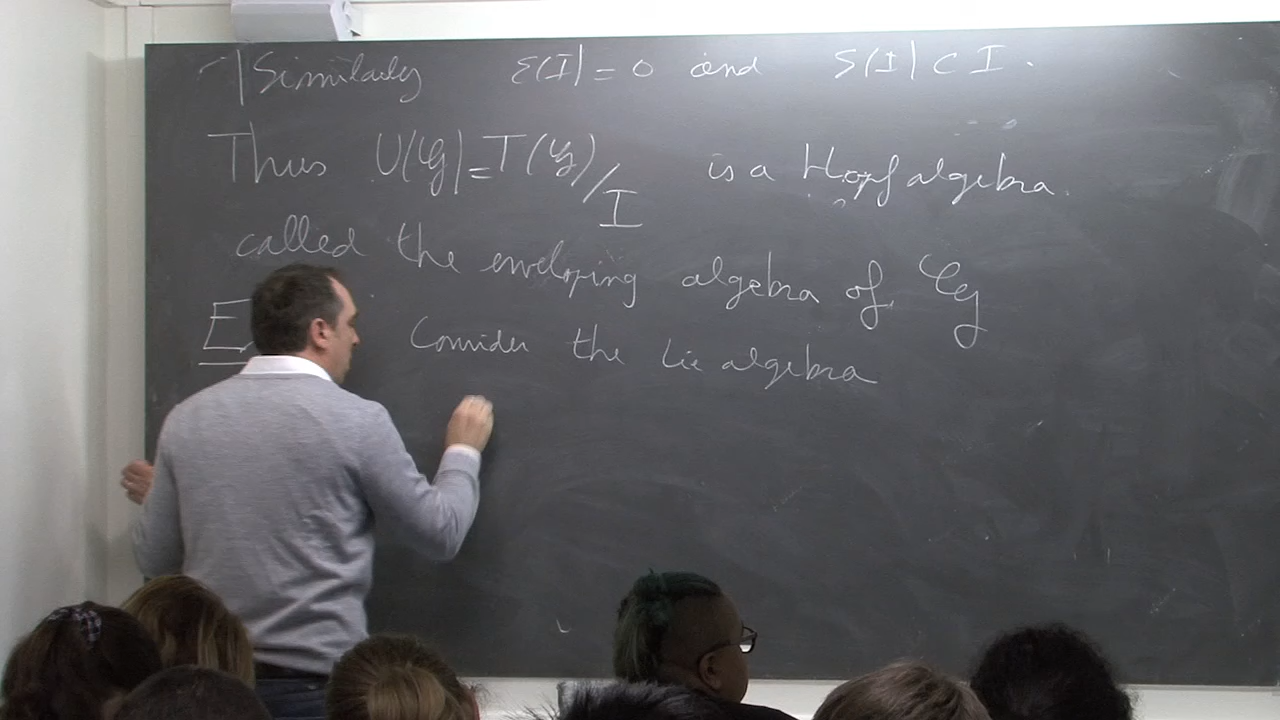 Similarly ε(I) = 0 and S(I) ⊂ I.
Thus U(𝒢) = T(𝒢)/I is a Hopf algebra.
called the enveloping algebra of 𝒢
Consider the Lie algebra